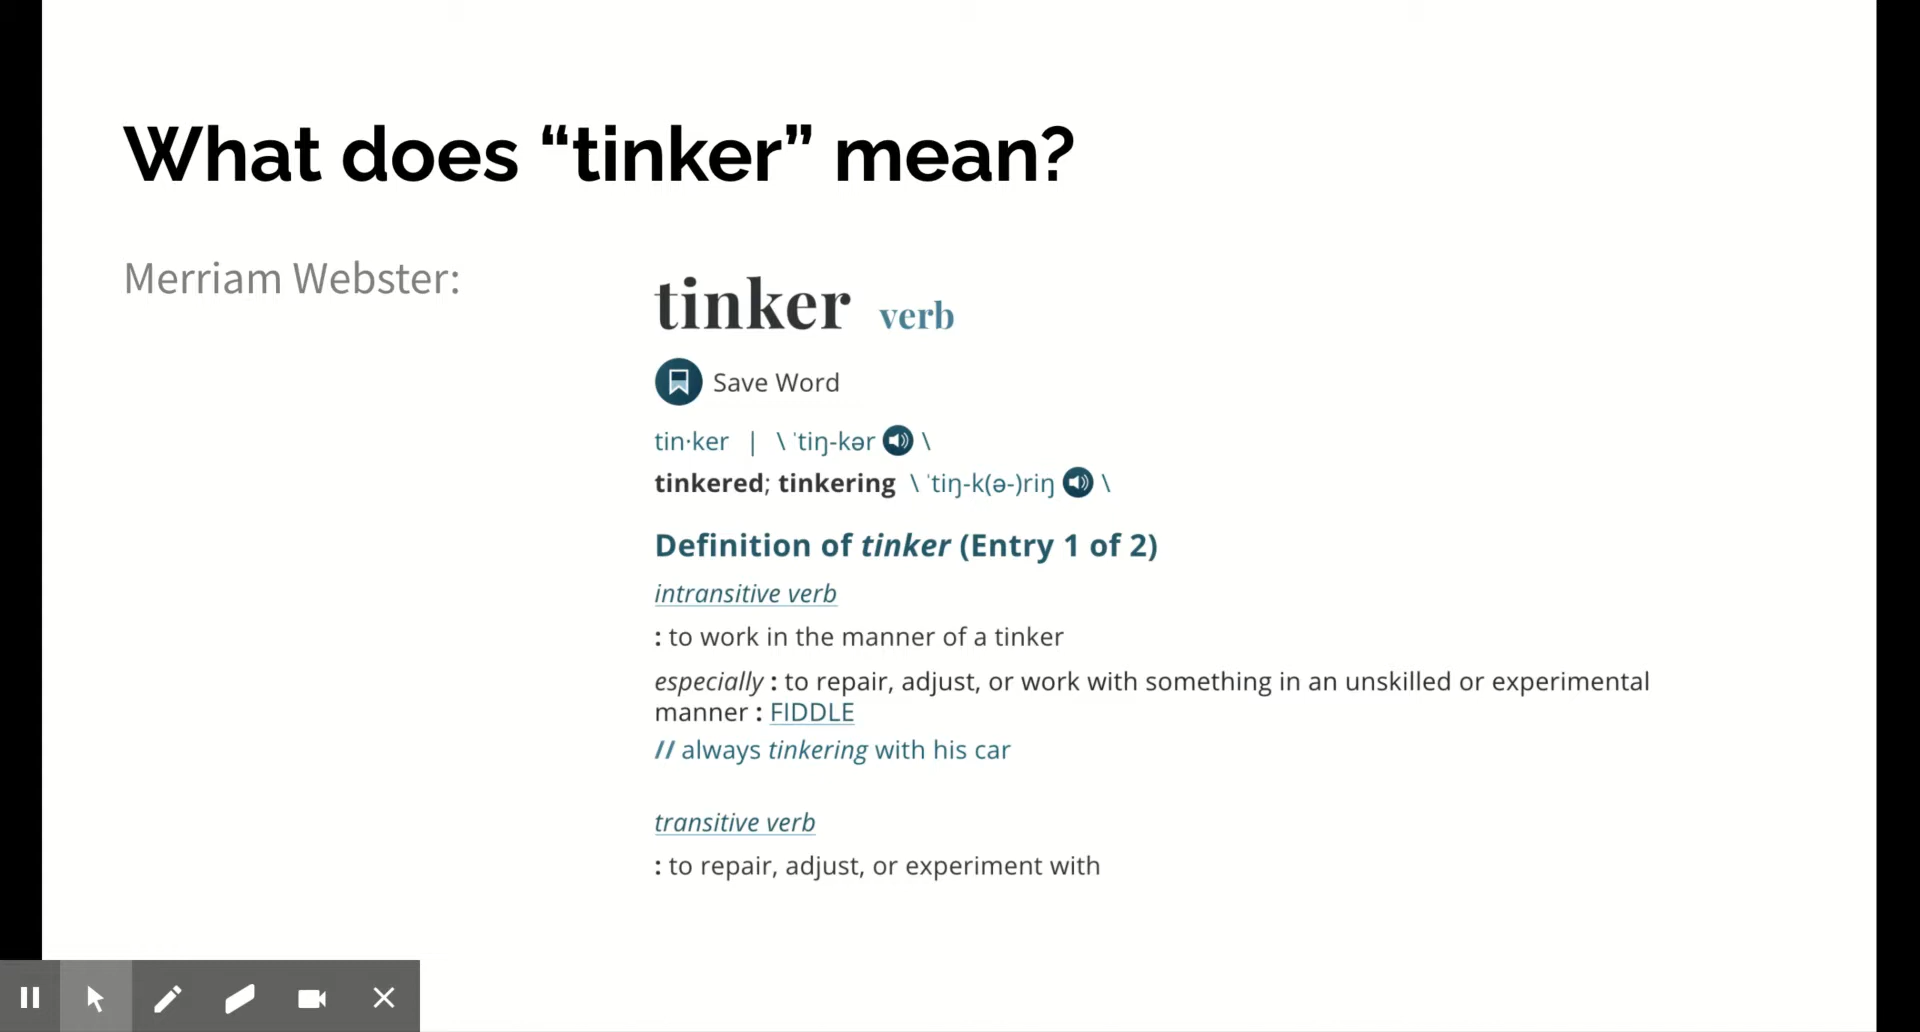 What does “tinker” mean?
Merriam Webster:
tinker verb
Save Word
tin·ker | \ ˈtiŋ-kər \
tinkered; tinkering \ ˈtiŋ-k(ə-)riŋ \
Definition of tinker (Entry 1 of 2)
intransitive verb
: to work in the manner of a tinker
especially : to repair, adjust, or work with something in an unskilled or experimental
manner : FIDDLE
// always tinkering with his car
transitive verb
: to repair, adjust, or experiment with